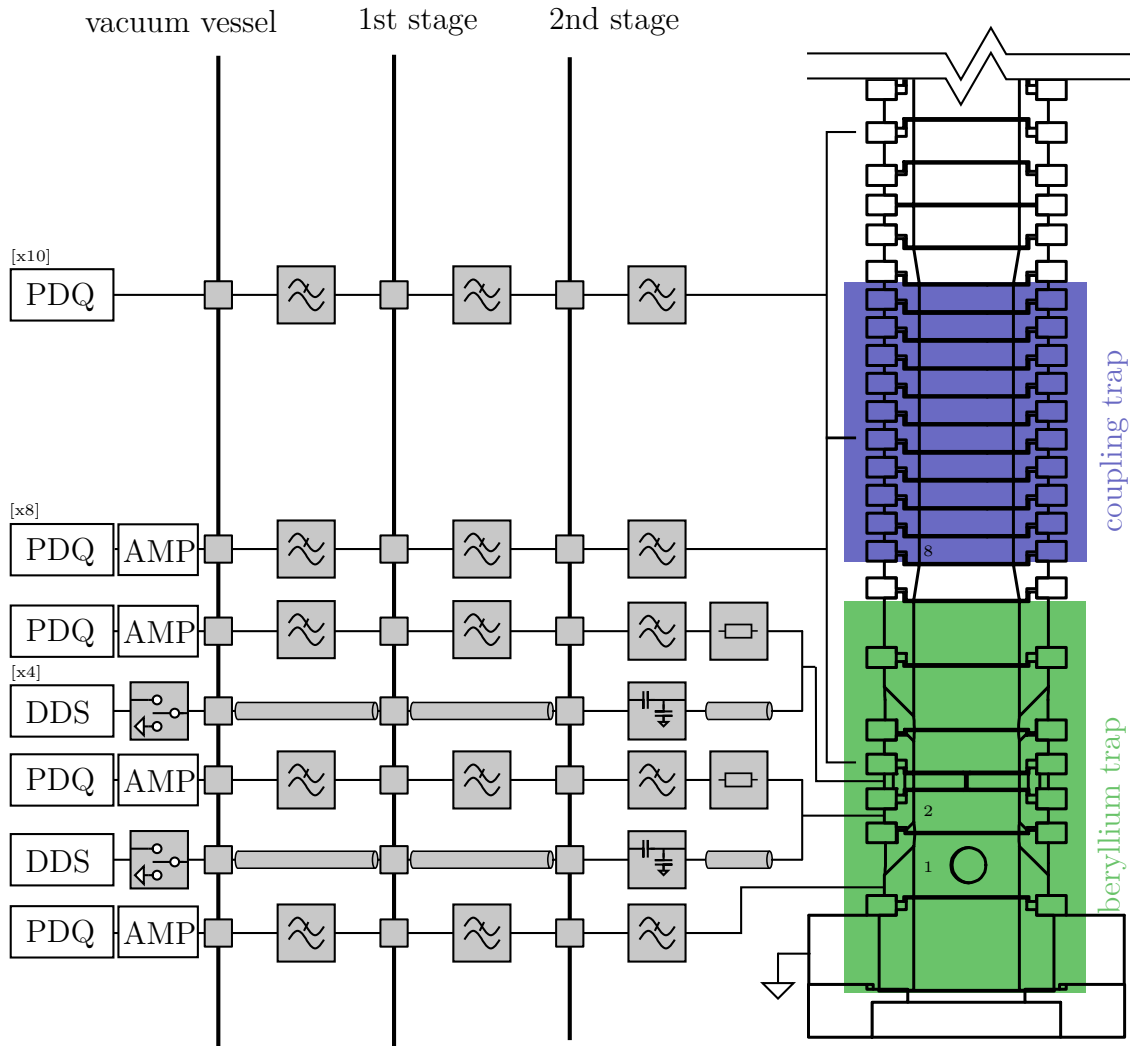 vacuum vessel 1st stage 2nd stage
[x10]
PDQ
[x8]
PDQ AMP
PDQ AMP
[x4]
DDS
PDQ AMP
DDS
PDQ AMP
8
2
1
coupling trap
beryllium trap